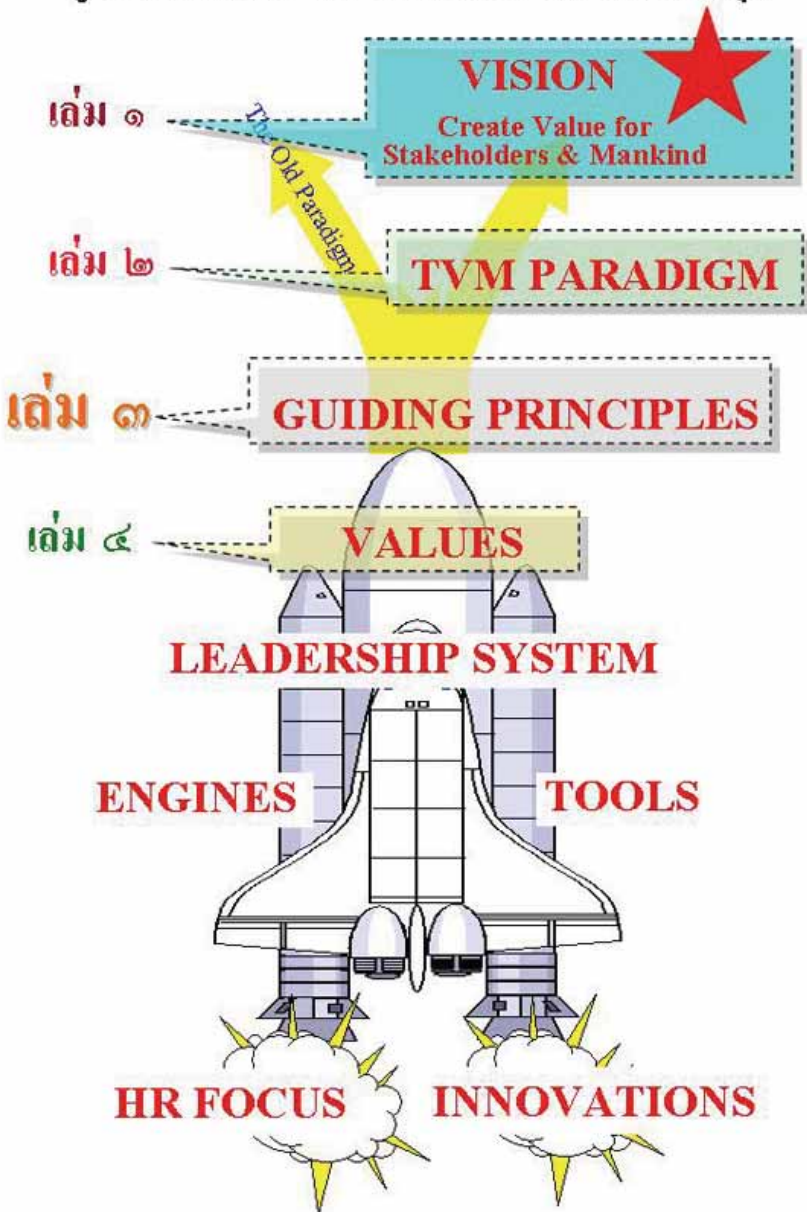 เล่ม ๑
VISION
Create Value for
Stakeholders & Mankind
The Old Paradigm
เล่ม ๒
TVM PARADIGM
เล่ม ๓
GUIDING PRINCIPLES
เล่ม ๔
VALUES
LEADERSHIP SYSTEM
ENGINES
TOOLS
HR FOCUS
INNOVATIONS